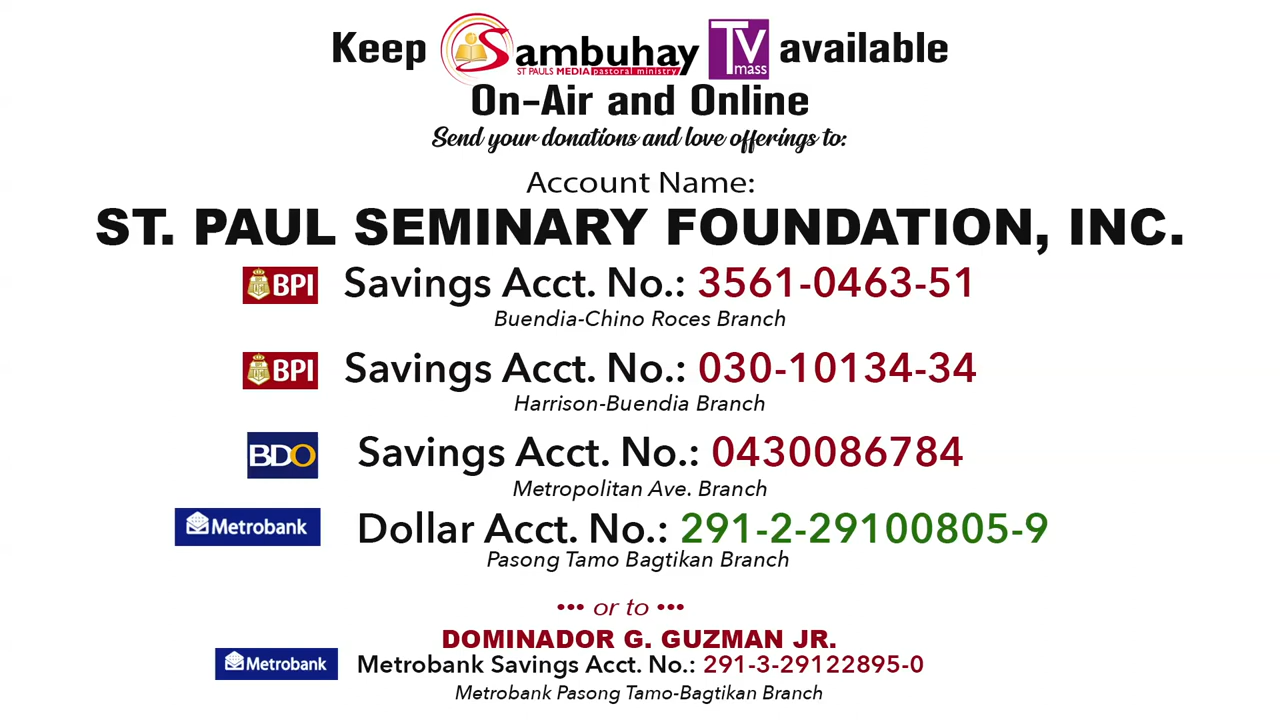 Keep Sambuhay TV mass available
ST PAULS MEDIA pastoral ministry
On-Air and Online
Send your donations and love offerings to:
Account Name:
ST. PAUL SEMINARY FOUNDATION, INC.
BPI Savings Acct. No.: 3561-0463-51
Buendia-Chino Roces Branch
BPI Savings Acct. No.: 030-10134-34
Harrison-Buendia Branch
BDO Savings Acct. No.: 0430086784
Metropolitan Ave. Branch
Metrobank Dollar Acct. No.: 291-2-29100805-9
Pasong Tamo Bagtikan Branch
••• or to •••
DOMINADOR G. GUZMAN JR.
Metrobank Metrobank Savings Acct. No.: 291-3-29122895-0
Metrobank Pasong Tamo-Bagtikan Branch